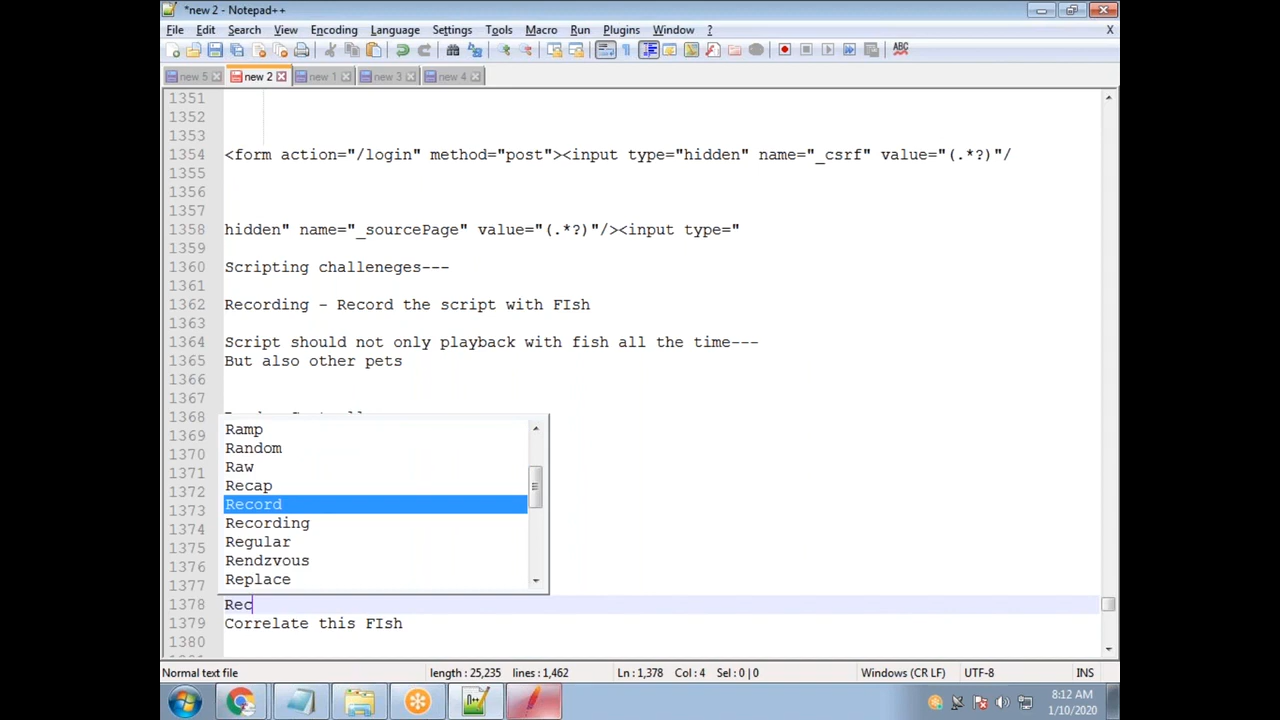 *new 2 - Notepad++
File Edit Search View Encoding Language Settings Tools Macro Run Plugins Window ? X
ABC
new 5 new 2 new 1 new 3 new 4
1351
1352
1353
1354 <form action="/login" method="post"><input type="hidden" name="_csrf" value="(.*?)"/
1355
1356
1357
1358 hidden" name="_sourcePage" value="(.*?)"/><input type="
1359
1360 Scripting challeneges---
1361
1362 Recording - Record the script with FIsh
1363
1364 Script should not only playback with fish all the time---
1365 But also other pets
1366
1367
1368
1369 Ramp
1370 Random
1371 Raw
1372 Recap
1373 Record
1374 Recording
1375 Regular
1376 Rendzvous
1377 Replace
1378 Rec
1379 Correlate this FIsh
1380
Normal text file length : 25,235 lines : 1,462 Ln : 1,378 Col : 4 Sel : 0 | 0 Windows (CR LF) UTF-8 INS
8:12 AM
1/10/2020